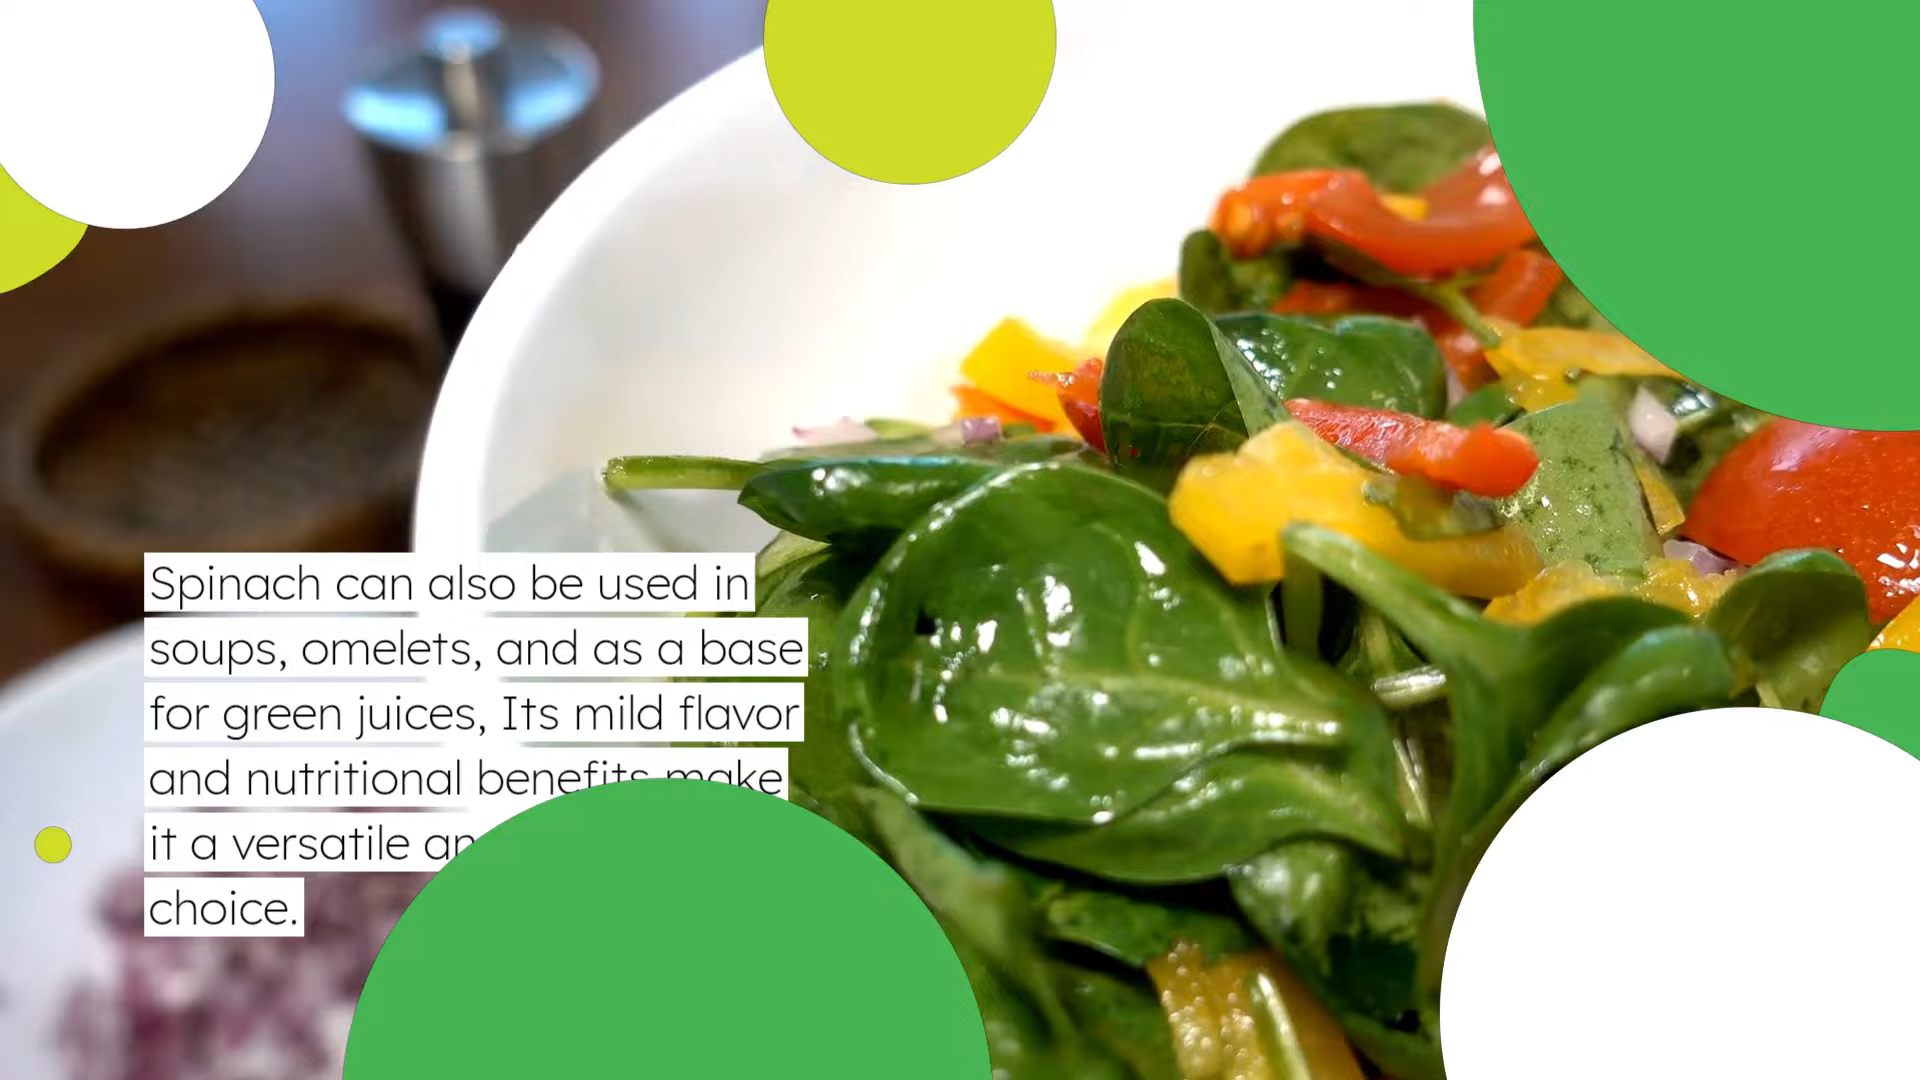 Spinach can also be used in
soups, omelets, and as a base
for green juices, Its mild flavor
and nutritional benefits make
it a versatile
choice.